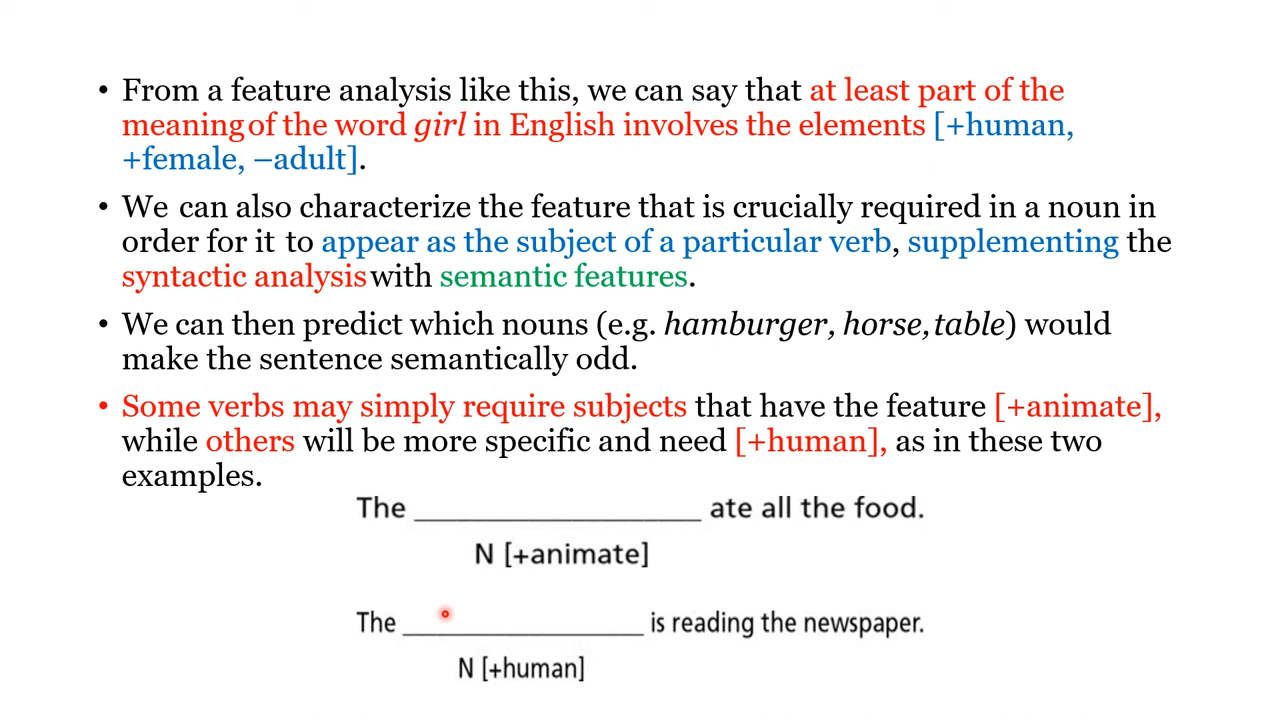 • From a feature analysis like this, we can say that at least part of the
meaning of the word girl in English involves the elements [+human,
+female, –adult].
• We can also characterize the feature that is crucially required in a noun in
order for it to appear as the subject of a particular verb, supplementing the
syntactic analysis with semantic features.
• We can then predict which nouns (e.g. hamburger, horse, table) would
make the sentence semantically odd.
• Some verbs may simply require subjects that have the feature [+animate],
while others will be more specific and need [+human], as in these two
examples.
The ____________________ ate all the food.
N [+animate]
The ____________________ is reading the newspaper.
N [+human]